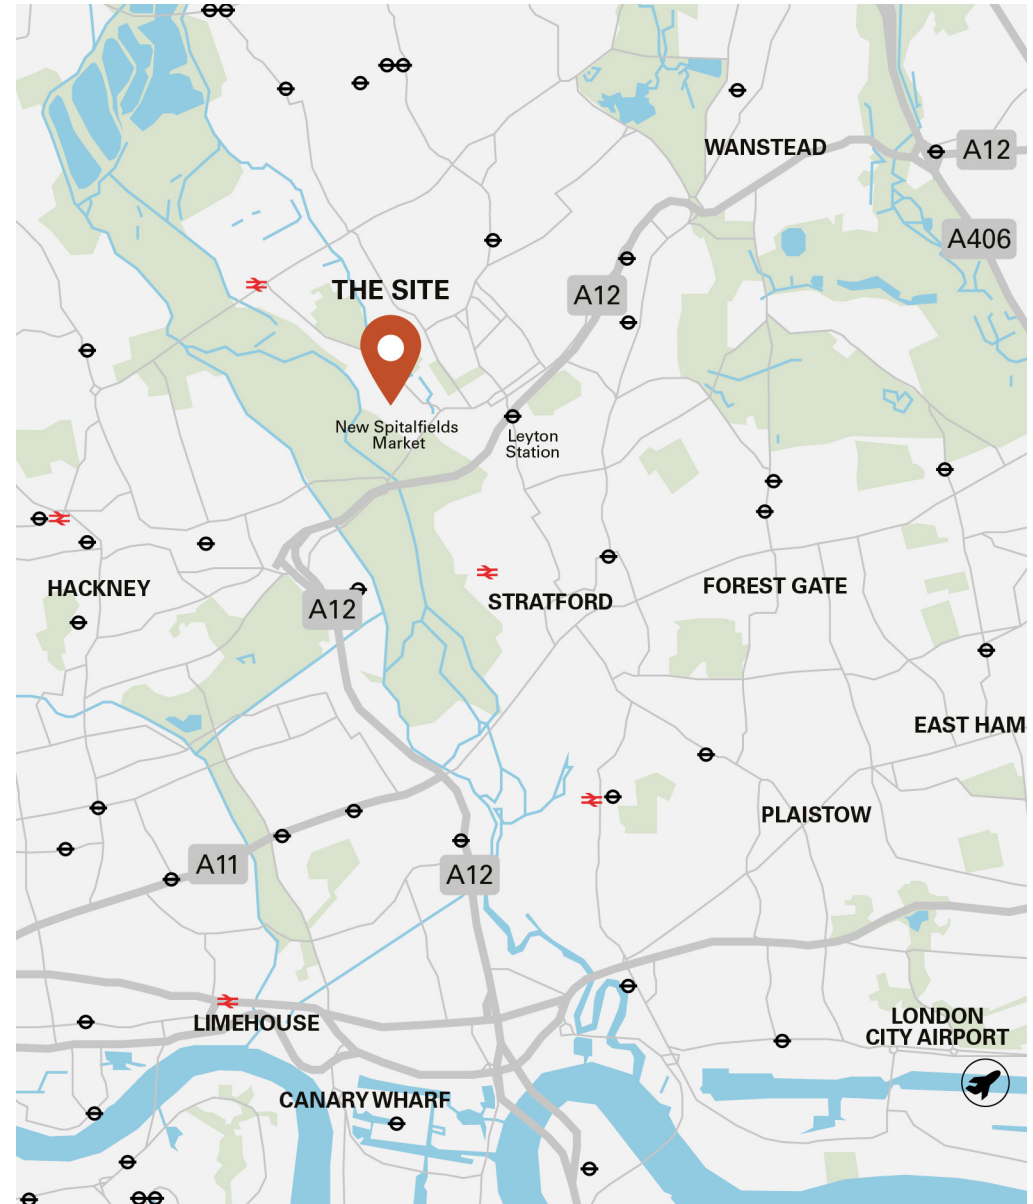 WANSTEAD
A12
A406
THE SITE
A12
New Spitalfields
Market
Leyton
Station
HACKNEY
A12
STRATFORD
FOREST GATE
EAST HAM
PLAISTOW
A11
A12
LIMEHOUSE
LONDON
CITY AIRPORT
CANARY WHARF